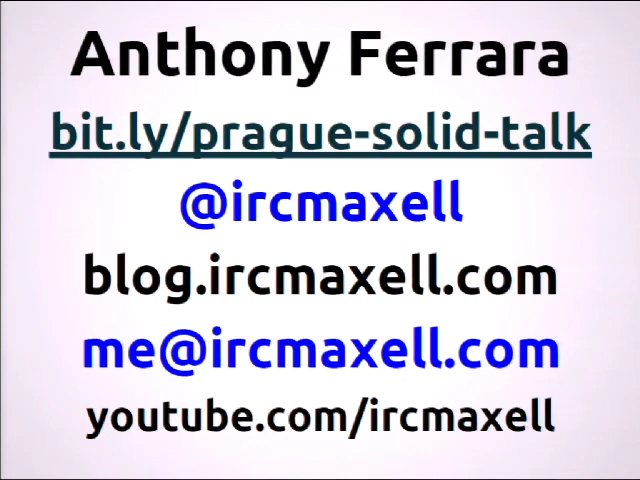 Anthony Ferrara
bit.ly/prague-solid-talk
@ircmaxell
blog.ircmaxell.com
me@ircmaxell.com
youtube.com/ircmaxell